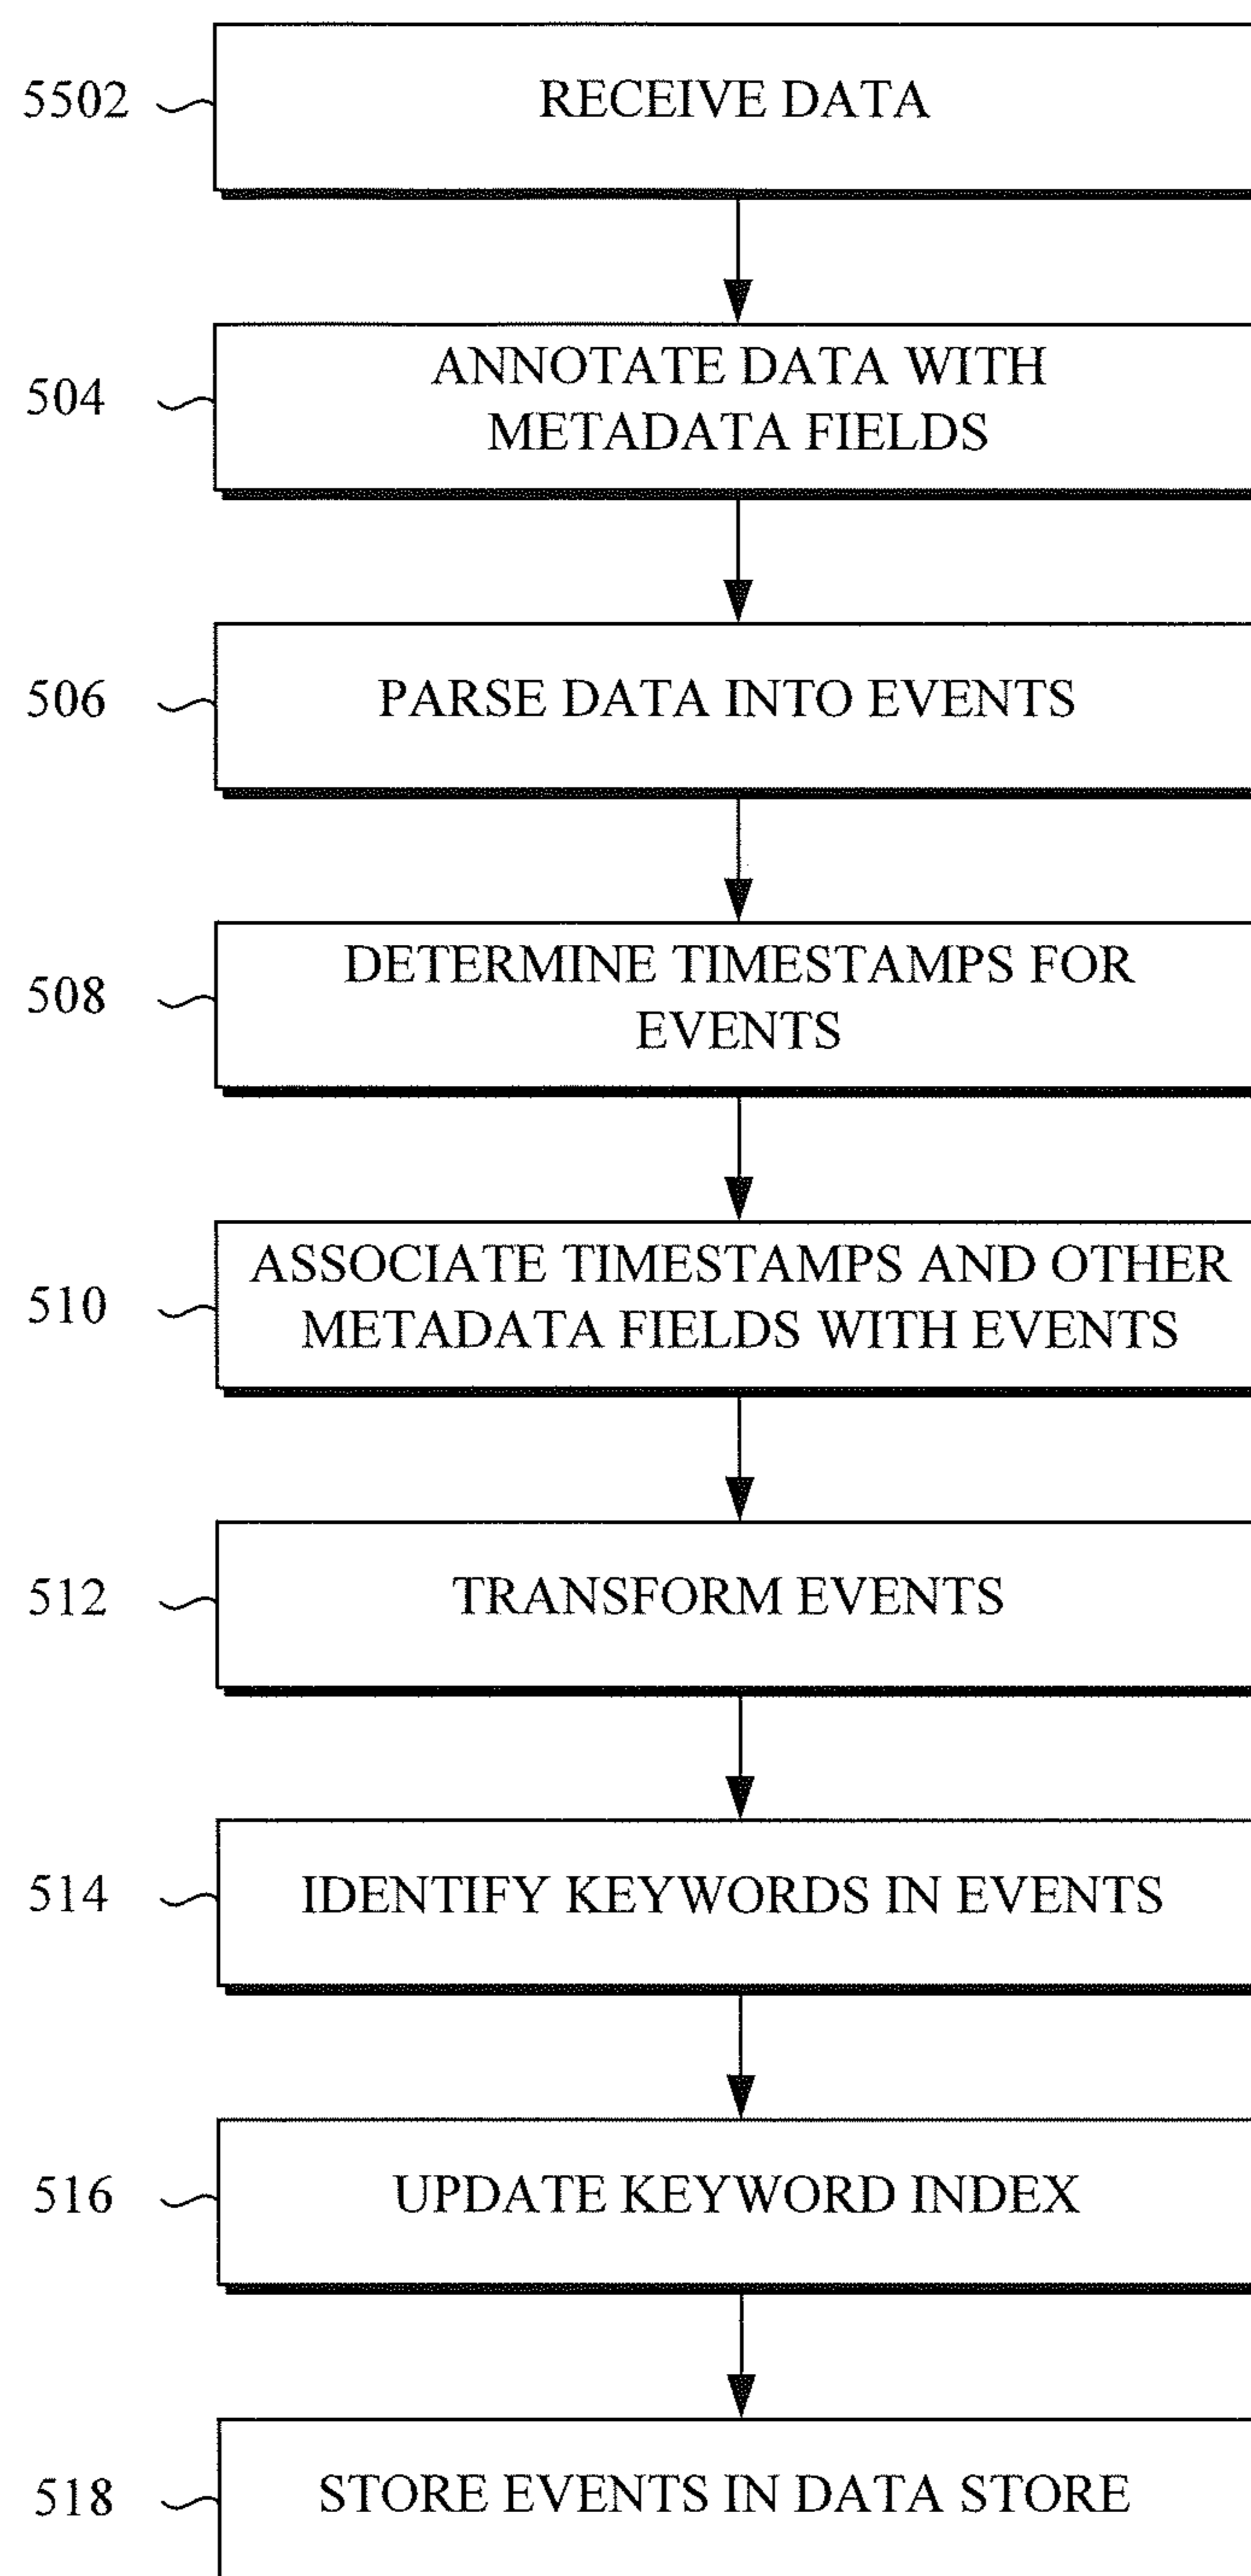 5502 RECEIVE DATA
504 ANNOTATE DATA WITH
METADATA FIELDS
506 PARSE DATA INTO EVENTS
508 DETERMINE TIMESTAMPS FOR
EVENTS
510 ASSOCIATE TIMESTAMPS AND OTHER
METADATA FIELDS WITH EVENTS
512 TRANSFORM EVENTS
514 IDENTIFY KEYWORDS IN EVENTS
516 UPDATE KEYWORD INDEX
518 STORE EVENTS IN DATA STORE